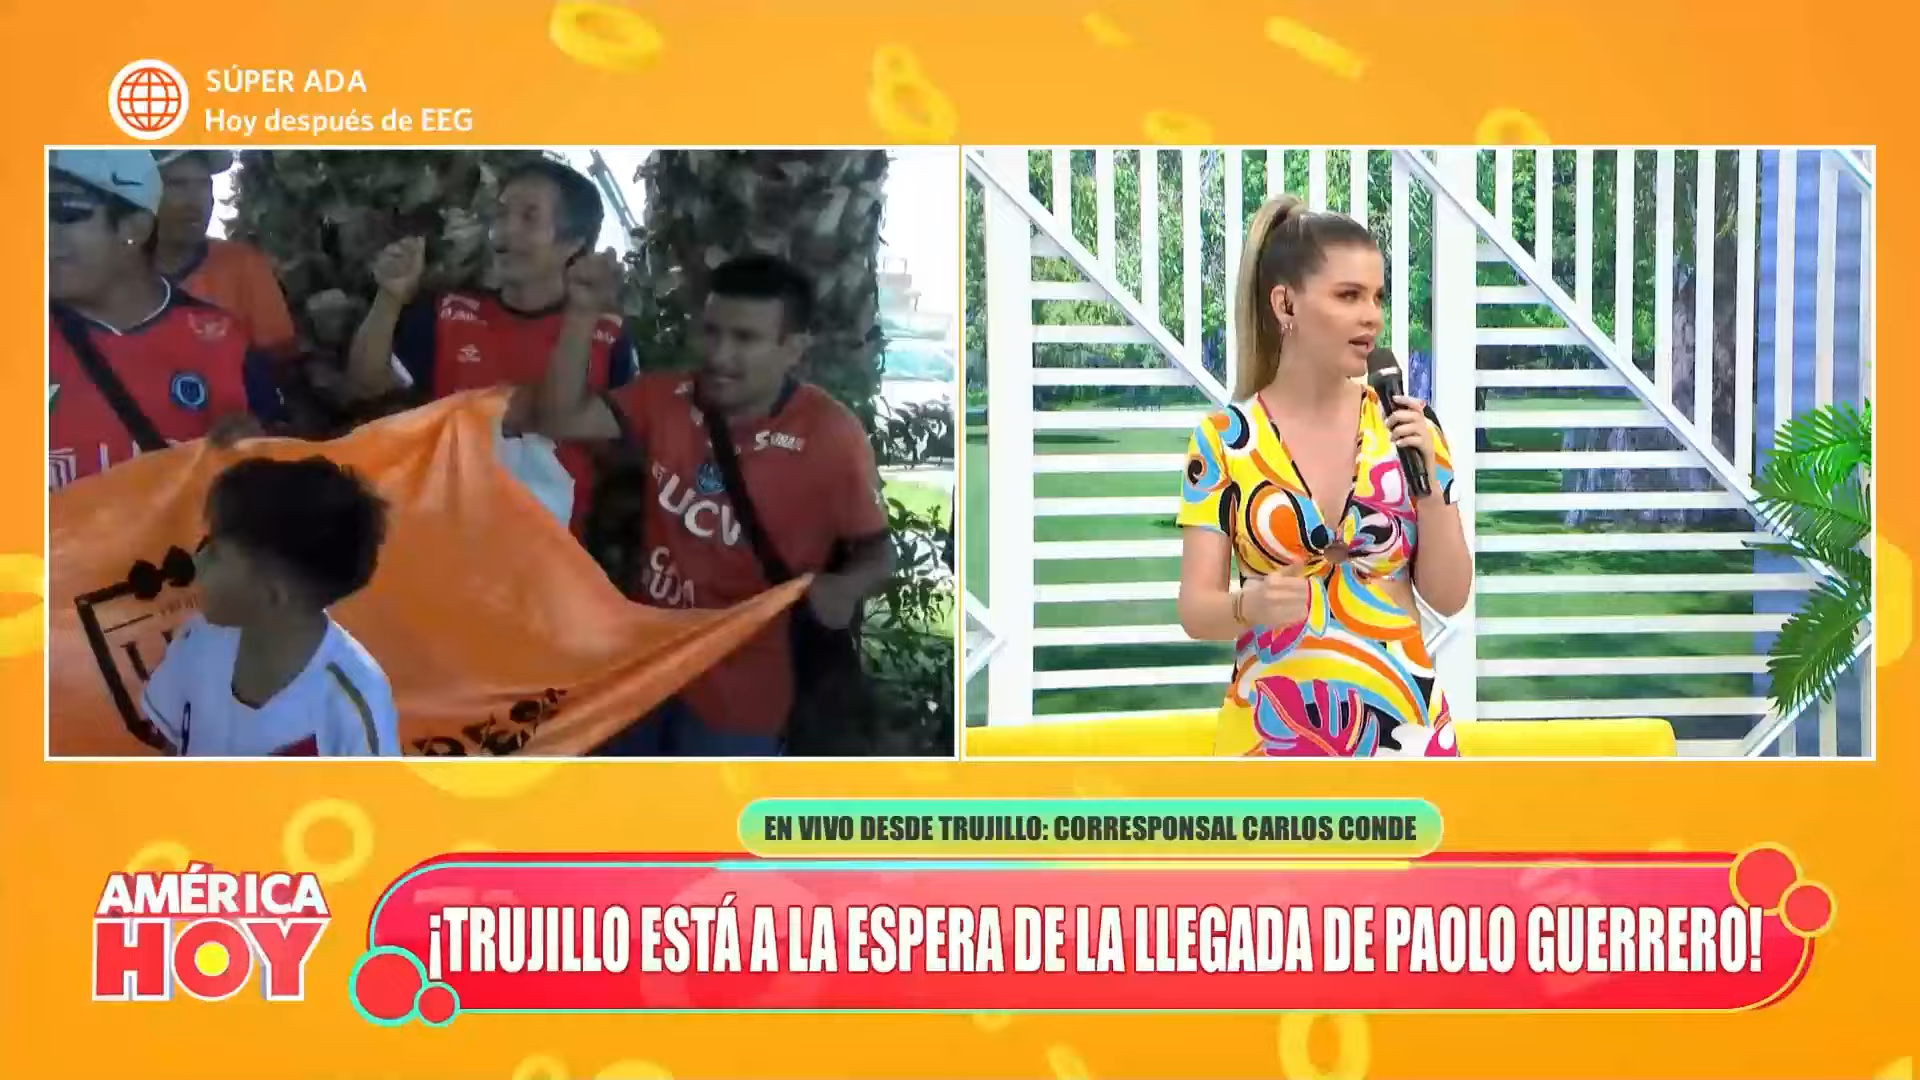 SÚPER ADA
Hoy después de EEG
UCV
EN VIVO DESDE TRUJILLO: CORRESPONSAL CARLOS CONDE
AMÉRICA
HOY
¡TRUJILLO ESTÁ A LA ESPERA DE LA LLEGADA DE PAOLO GUERRERO!